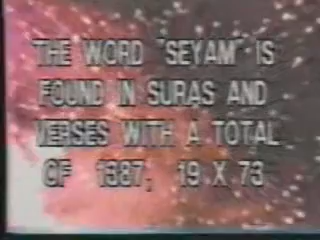 THE WORD "SEYAM" IS
FOUND IN SURAS AND
VERSES WITH A TOTAL
OF 1387; 19 X 73